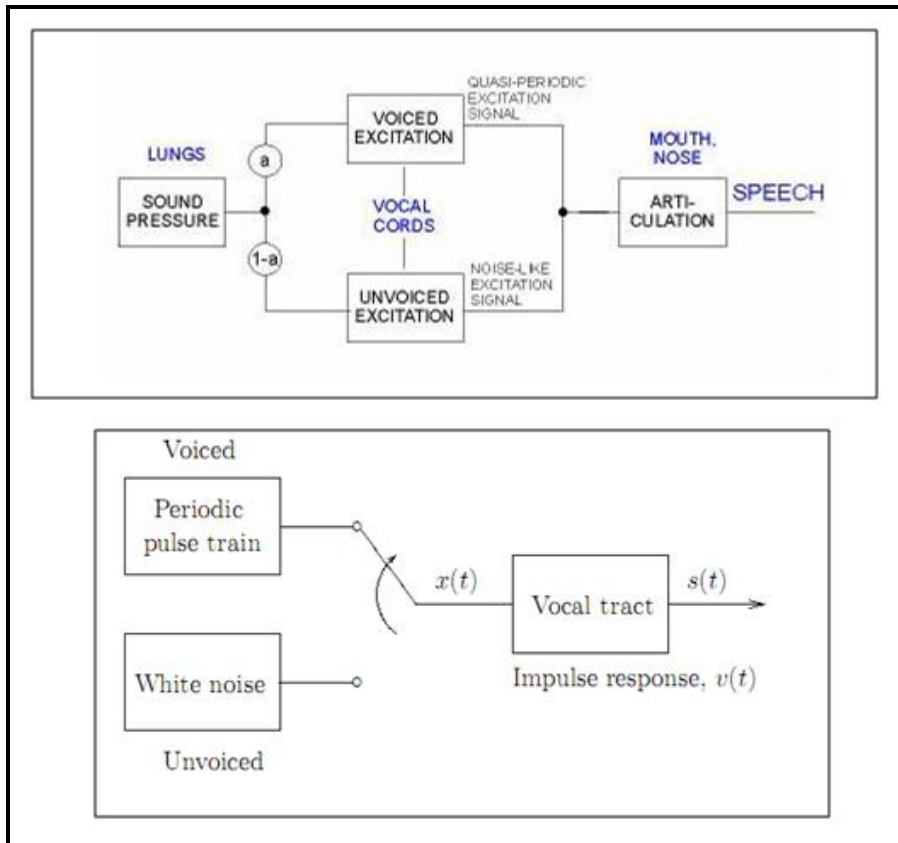 QUASI-PERIODIC
EXCITATION
SIGNAL
VOICED
EXCITATION
LUNGS
a
MOUTH,
NOSE
SOUND
PRESSURE
VOCAL
CORDS
ARTI-
CULATION
SPEECH
1-a
NOISE-LIKE
EXCITATION
SIGNAL
UNVOICED
EXCITATION
Voiced
Periodic
pulse train
x(t)
Vocal tract
s(t)
White noise
Impulse response, v(t)
Unvoiced